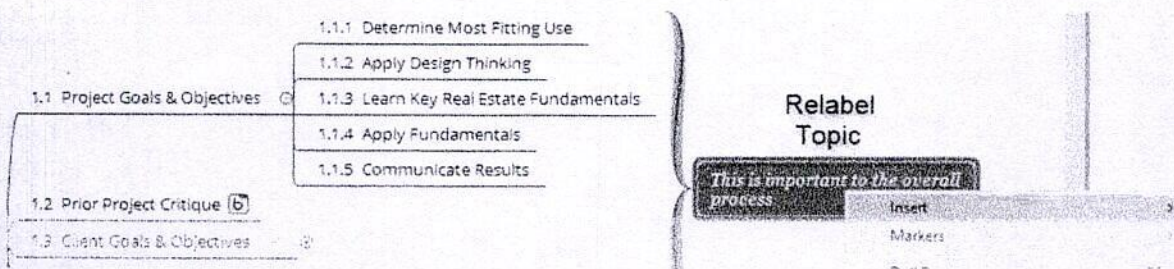 1.1.1 Determine Most Fitting Use
1.1.2 Apply Design Thinking
1.1 Project Goals & Objectives
1.1.3 Learn Key Real Estate Fundamentals
1.1.4 Apply Fundamentals
1.1.5 Communicate Results
1.2 Prior Project Critique
1.3 Client Goals & Objectives
Relabel
Topic
This is important to the overall
process
Insert
Markers